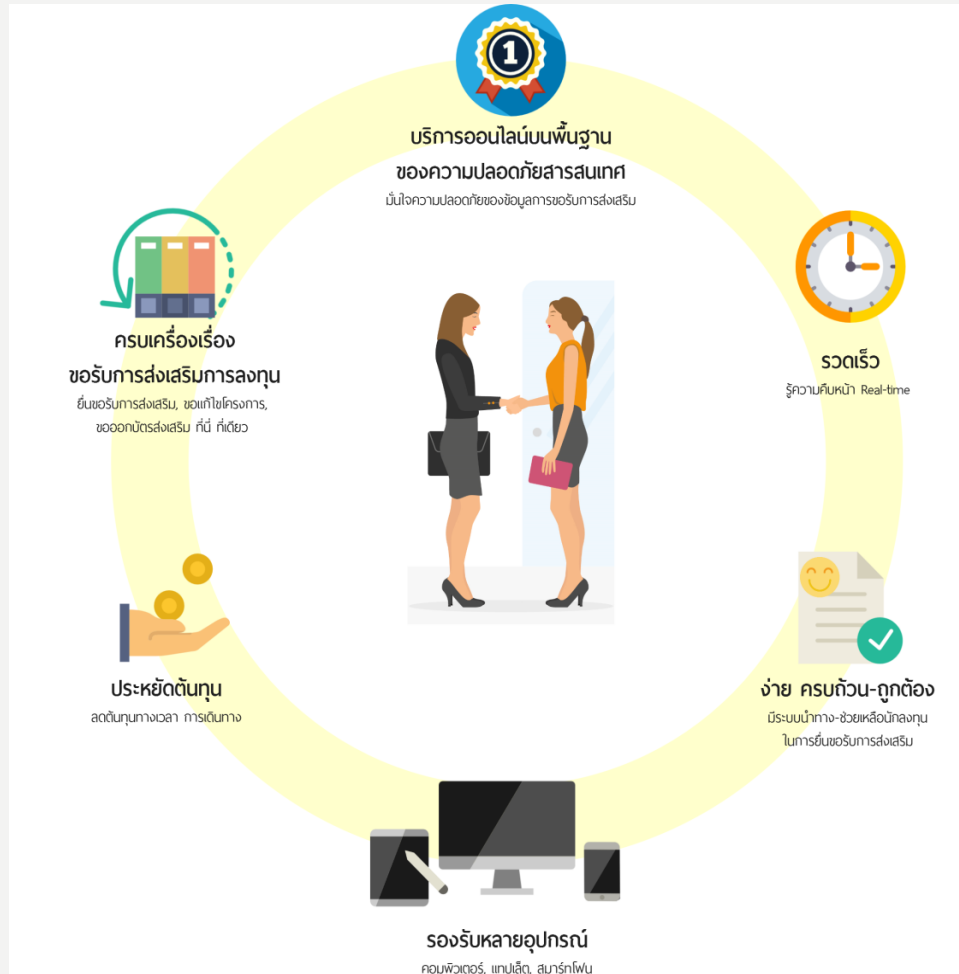 1
บริการออนไลน์บนพื้นฐาน
ของความปลอดภัยสารสนเทศ
มั่นใจความปลอดภัยของข้อมูลการขอรับการส่งเสริม
รวดเร็ว
รู้ความคืบหน้า Real-time
ง่าย ครบถ้วน-ถูกต้อง
มีระบบนำทาง-ช่วยเหลือนักลงทุน
ในการยื่นขอรับการส่งเสริม
รองรับหลายอุปกรณ์
คอมพิวเตอร์, แทปเล็ต, สมาร์ทโฟน
ประหยัดต้นทุน
ลดต้นทุนทางเวลา การเดินทาง
ครบเครื่องเรื่อง
ขอรับการส่งเสริมการลงทุน
ยื่นขอรับการส่งเสริม, ขอแก้ไขโครงการ,
ขอออกบัตรส่งเสริม ที่นี่ ที่เดียว